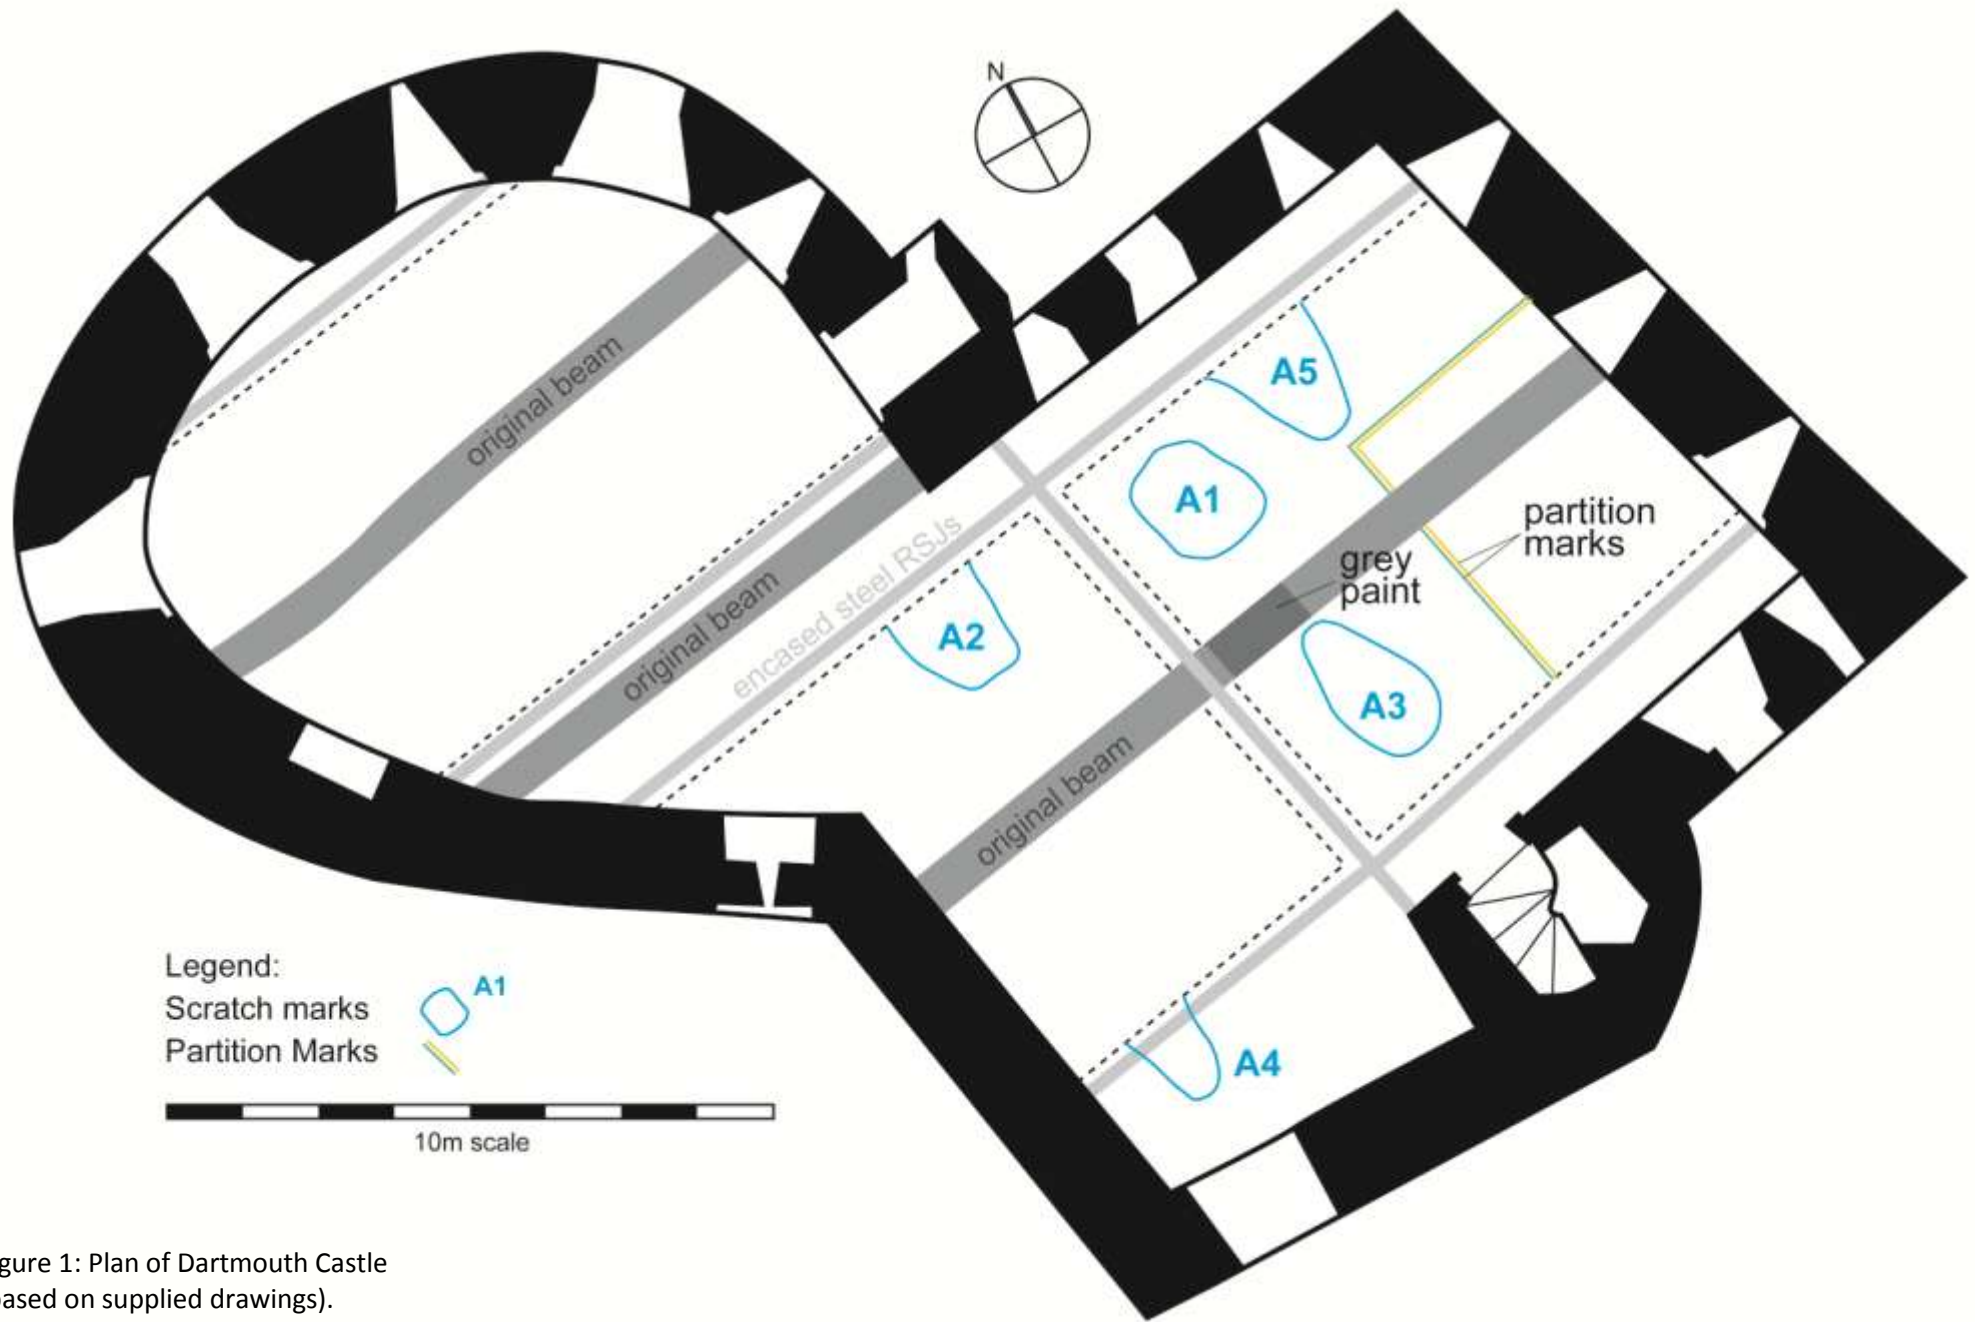 N
original beam
original beam
encased steel RSJs
original beam
A5
A1
A2
A3
A4
grey
paint
partition
marks
Legend:
Scratch marks
A1
Partition Marks
10m scale
gure 1: Plan of Dartmouth Castle
ased on supplied drawings).